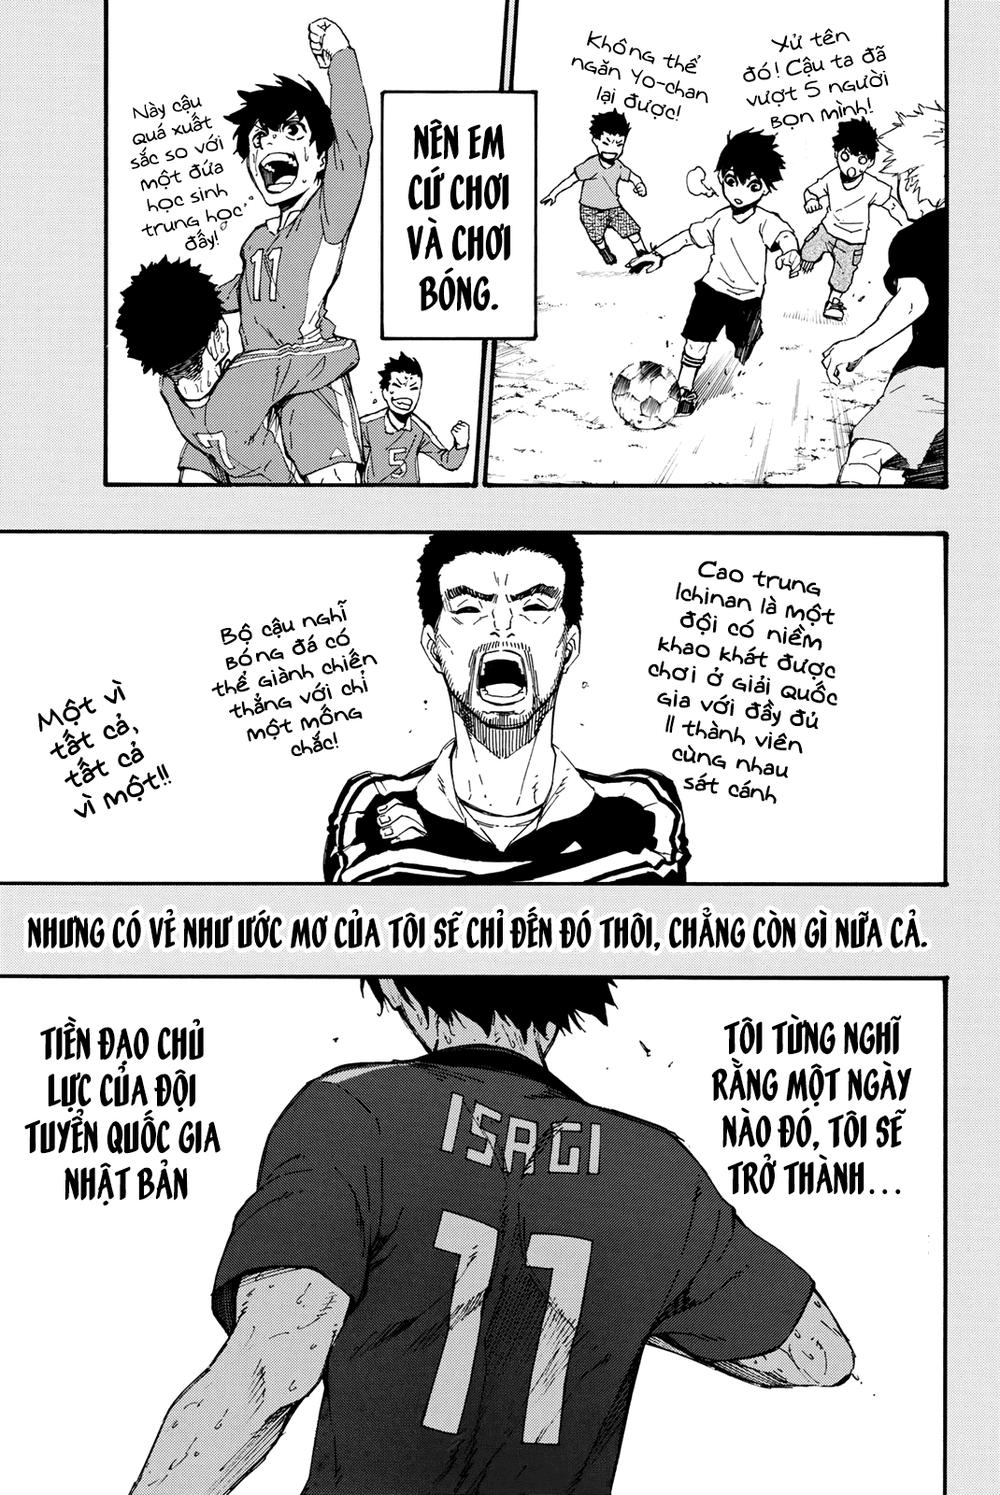 Xử tên
đó! Cậu ta đã
vượt 5 người
bọn mình!
Không thể
ngăn Yo-chan
lại được!
NÊN EM
CỨ CHƠI
VÀ CHƠI
BÓNG.
Này cậu
quá xuất
sắc so với
một đứa
học sinh
trung học
đấy!
11
7
5
Cao trung
Ichinan là một
đội có niềm
khao khát được
chơi ở giải quốc
gia với đầy đủ
11 thành viên
cùng nhau
sát cánh
Bộ cậu nghĩ
bóng đá có
thể giành chiến
thắng với chỉ
một mống
chắc!
Một vì
tất cả,
tất cả
vì một!!
NHƯNG CÓ VẺ NHƯ ƯỚC MƠ CỦA TÔI SẼ CHỈ ĐẾN ĐÓ THÔI, CHẲNG CÒN GÌ NỮA CẢ.
TÔI TỪNG NGHĨ
RẰNG MỘT NGÀY
NÀO ĐÓ, TÔI SẼ
TRỞ THÀNH...
TIỀN ĐẠO CHỦ
LỰC CỦA ĐỘI
TUYỂN QUỐC GIA
NHẬT BẢN
ISAGI
11